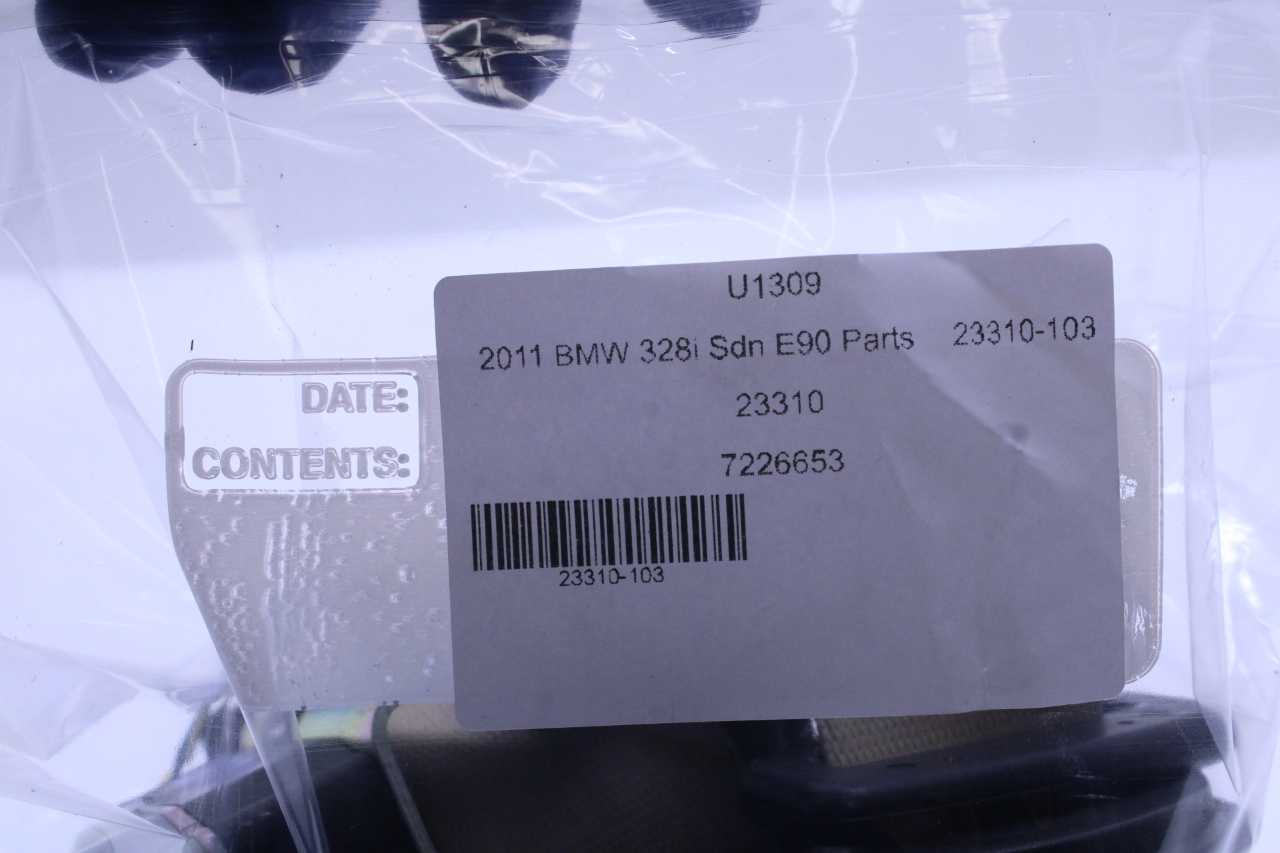 U1309
2011 BMW 328i Sdn E90 Parts 23310-103
23310
7226653
23310-103
DATE:
CONTENTS: